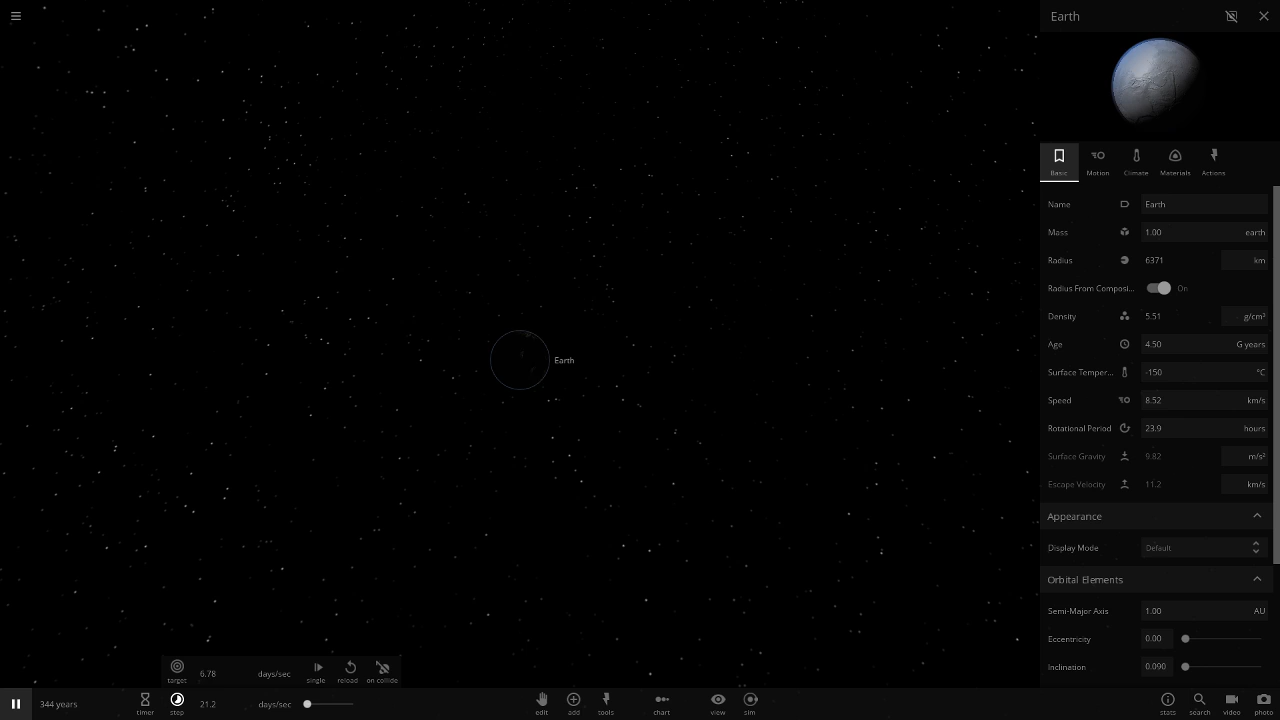 Earth
Basic
Motion
Climate
Materials
Actions
Name Earth
Mass 1.00 earth
Radius 6371 km
Radius From Composi... On
Density 5.51 g/cm³
Age 4.50 G years
Surface Temper... -150 °C
Speed 8.52 km/s
Rotational Period 23.9 hours
Surface Gravity 9.82 m/s²
Escape Velocity 11.2 km/s
Appearance
Display Mode Default
Orbital Elements
Semi-Major Axis 1.00 AU
Eccentricity 0.00
Inclination 0.090
Earth
target 6.78 days/sec single reload on collide
344 years timer step 21.2 days/sec edit add tools chart view sim stats search video photo